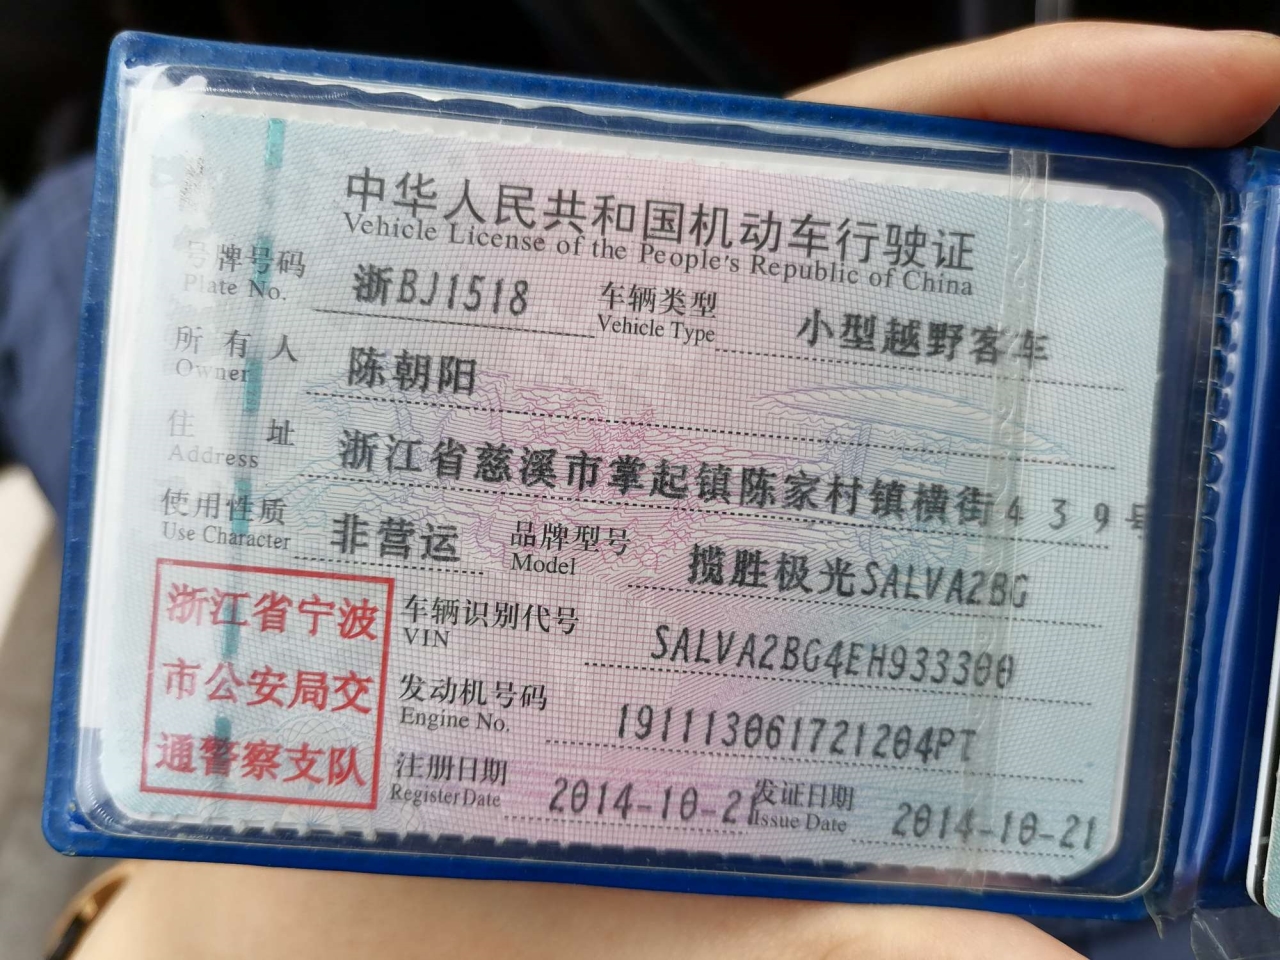 中华人民共和国机动车行驶证
Vehicle License of the People's Republic of China
号牌号码 浙BJ1518 车辆类型 小型越野客车
Plate No. Vehicle Type
所有人 陈朝阳
Owner
住址 浙江省慈溪市掌起镇陈家村镇横街439号
Address
使用性质 非营运 品牌型号 揽胜极光SALVA2BG
Use Character Model
浙江省宁波
市公安局交
通警察支队
车辆识别代号 SALVA2BG4EH933300
VIN
发动机号码 191113061721204PT
Engine No.
注册日期 2014-10-21 发证日期 2014-10-21
Register Date Issue Date